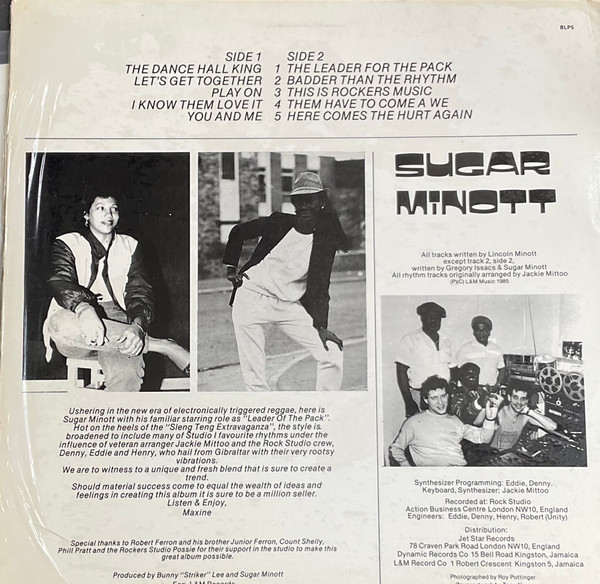 BLP5
SIDE 1 SIDE 2
THE DANCE HALL KING 1 THE LEADER FOR THE PACK
LET'S GET TOGETHER 2 BADDER THAN THE RHYTHM
PLAY ON 3 THIS IS ROCKERS MUSIC
I KNOW THEM LOVE IT 4 THEM HAVE TO COME A WE
YOU AND ME 5 HERE COMES THE HURT AGAIN
SUGAR
MINOTT
All tracks written by Lincoln Minott
except track 2, side 2,
written by Gregory Issacs & Sugar Minott
All rhythm tracks originally arranged by Jackie Mittoo
(P)(C) L&M Music 1985
Ushering in the new era of electronically triggered reggae, here is
Sugar Minott with his familiar starring role as "Leader Of The Pack".
Hot on the heels of the "Sleng Teng Extravaganza", the style is
broadened to include many of Studio I favourite rhythms under the
influence of veteran arranger Jackie Mittoo and the Rock Studio crew,
Denny, Eddie and Henry, who hail from Gibraltar with their very rootsy
vibrations.
We are to witness to a unique and fresh blend that is sure to create a
trend.
Should material success come to equal the wealth of ideas and
feelings in creating this album it is sure to be a million seller.
Listen & Enjoy,
Maxine
Special thanks to Robert Ferron and his brother Junior Ferron, Count Shelly,
Phill Pratt and the Rockers Studio Possie for their support in the studio to make this
great album possible.
Produced by Bunny "Striker" Lee and Sugar Minott
For: L&M Records
Synthesizer Programming: Eddie, Denny.
Keyboard, Synthesizer: Jackie Mittoo
Recorded at: Rock Studio
Action Business Centre London NW10, England
Engineers: Eddie, Denny, Henry, Robert (Unity)
Distribution:
Jet Star Records
78 Craven Park Road London NW10, England
Dynamic Records Co 15 Bell Road Kingston, Jamaica
L&M Record Co 1 Robert Crescent Kingston 5, Jamaica
Photographed by Roy Pottinger